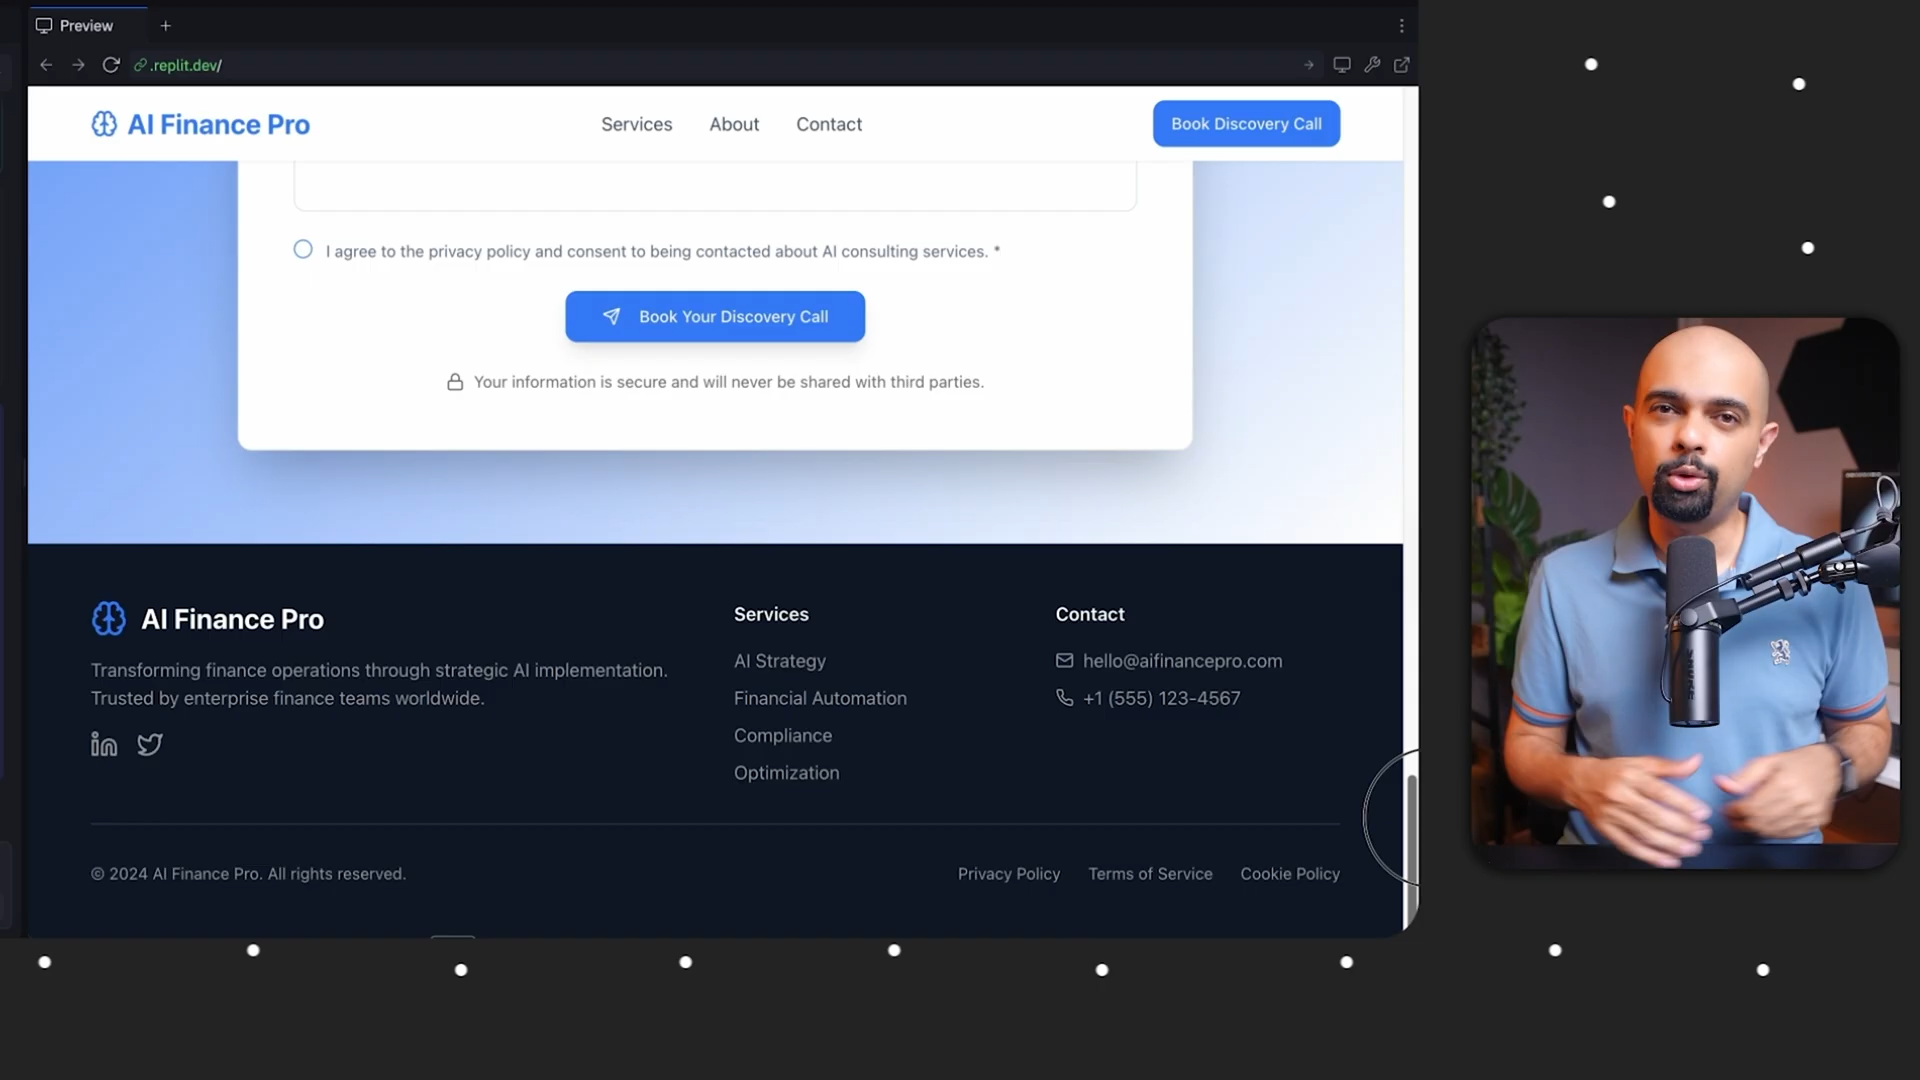 Preview
.replit.dev/
AI Finance Pro
Services
About
Contact
Book Discovery Call
I agree to the privacy policy and consent to being contacted about AI consulting services. *
Book Your Discovery Call
Your information is secure and will never be shared with third parties.
AI Finance Pro
Transforming finance operations through strategic AI implementation.
Trusted by enterprise finance teams worldwide.
Services
AI Strategy
Financial Automation
Compliance
Optimization
Contact
hello@aifinancepro.com
+1 (555) 123-4567
© 2024 AI Finance Pro. All rights reserved.
Privacy Policy
Terms of Service
Cookie Policy